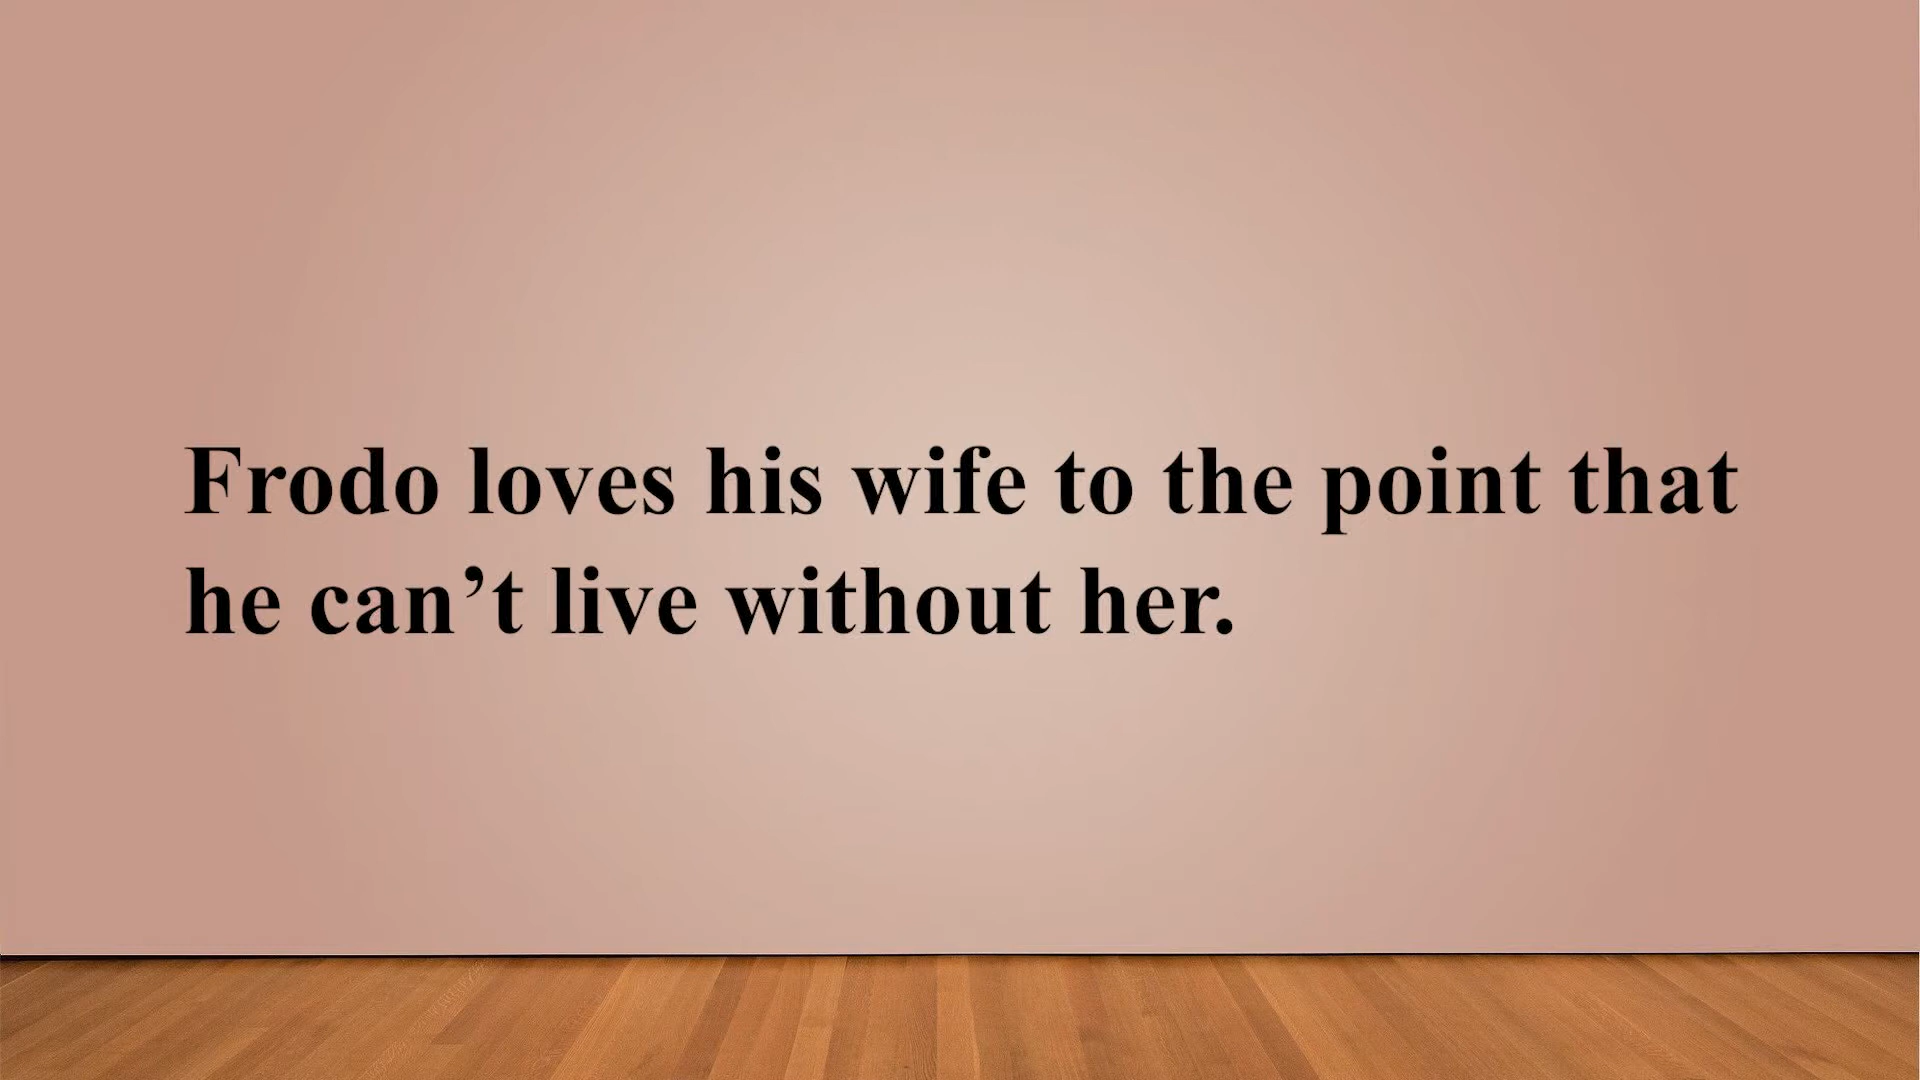 Frodo loves his wife to the point that
he can’t live without her.